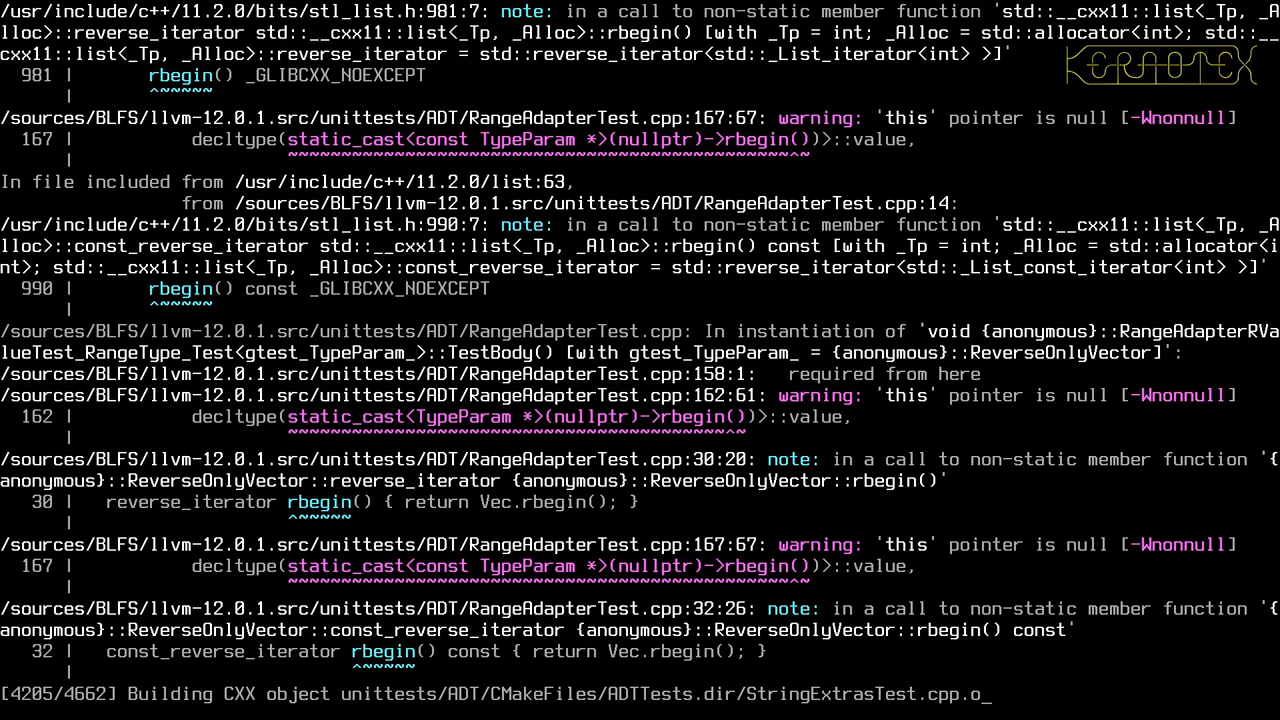 /usr/include/c++/11.2.0/bits/stl_list.h:981:7: note: in a call to non-static member function 'std::__cxx11::list<_Tp, _A
lloc>::reverse_iterator std::__cxx11::list<_Tp, _Alloc>::rbegin() [with _Tp = int; _Alloc = std::allocator<int>; std::__
cxx11::list<_Tp, _Alloc>::reverse_iterator = std::reverse_iterator<std::_List_iterator<int> >]'
KERAOTEX
981 |       rbegin() _GLIBCXX_NOEXCEPT
|       ^~~~~~
/sources/BLFS/llvm-12.0.1.src/unittests/ADT/RangeAdapterTest.cpp:167:67: warning: 'this' pointer is null [-Wnonnull]
167 |           decltype(static_cast<const TypeParam *>(nullptr)->rbegin())>::value,
|                    ~~~~~~~~~~~~~~~~~~~~~~~~~~~~~~~~~~~~~~~~~~~~~~~^~
In file included from /usr/include/c++/11.2.0/list:63,
from /sources/BLFS/llvm-12.0.1.src/unittests/ADT/RangeAdapterTest.cpp:14:
/usr/include/c++/11.2.0/bits/stl_list.h:990:7: note: in a call to non-static member function 'std::__cxx11::list<_Tp, _A
lloc>::const_reverse_iterator std::__cxx11::list<_Tp, _Alloc>::rbegin() const [with _Tp = int; _Alloc = std::allocator<i
nt>; std::__cxx11::list<_Tp, _Alloc>::const_reverse_iterator = std::reverse_iterator<std::_List_const_iterator<int> >]'
990 |       rbegin() const _GLIBCXX_NOEXCEPT
|       ^~~~~~
/sources/BLFS/llvm-12.0.1.src/unittests/ADT/RangeAdapterTest.cpp: In instantiation of 'void {anonymous}::RangeAdapterRVa
lueTest_RangeType_Test<gtest_TypeParam_>::TestBody() [with gtest_TypeParam_ = {anonymous}::ReverseOnlyVector]':
/sources/BLFS/llvm-12.0.1.src/unittests/ADT/RangeAdapterTest.cpp:158:1:   required from here
/sources/BLFS/llvm-12.0.1.src/unittests/ADT/RangeAdapterTest.cpp:162:61: warning: 'this' pointer is null [-Wnonnull]
162 |           decltype(static_cast<TypeParam *>(nullptr)->rbegin())>::value,
|                    ~~~~~~~~~~~~~~~~~~~~~~~~~~~~~~~~~~~~~~~~~^~
/sources/BLFS/llvm-12.0.1.src/unittests/ADT/RangeAdapterTest.cpp:30:20: note: in a call to non-static member function '{
anonymous}::ReverseOnlyVector::reverse_iterator {anonymous}::ReverseOnlyVector::rbegin()'
30 |   reverse_iterator rbegin() { return Vec.rbegin(); }
|                    ^~~~~~
/sources/BLFS/llvm-12.0.1.src/unittests/ADT/RangeAdapterTest.cpp:167:67: warning: 'this' pointer is null [-Wnonnull]
167 |           decltype(static_cast<const TypeParam *>(nullptr)->rbegin())>::value,
|                    ~~~~~~~~~~~~~~~~~~~~~~~~~~~~~~~~~~~~~~~~~~~~~~~^~
/sources/BLFS/llvm-12.0.1.src/unittests/ADT/RangeAdapterTest.cpp:32:26: note: in a call to non-static member function '{
anonymous}::ReverseOnlyVector::const_reverse_iterator {anonymous}::ReverseOnlyVector::rbegin() const'
32 |   const_reverse_iterator rbegin() const { return Vec.rbegin(); }
|                          ^~~~~~
[4205/4662] Building CXX object unittests/ADT/CMakeFiles/ADTTests.dir/StringExtrasTest.cpp.o_